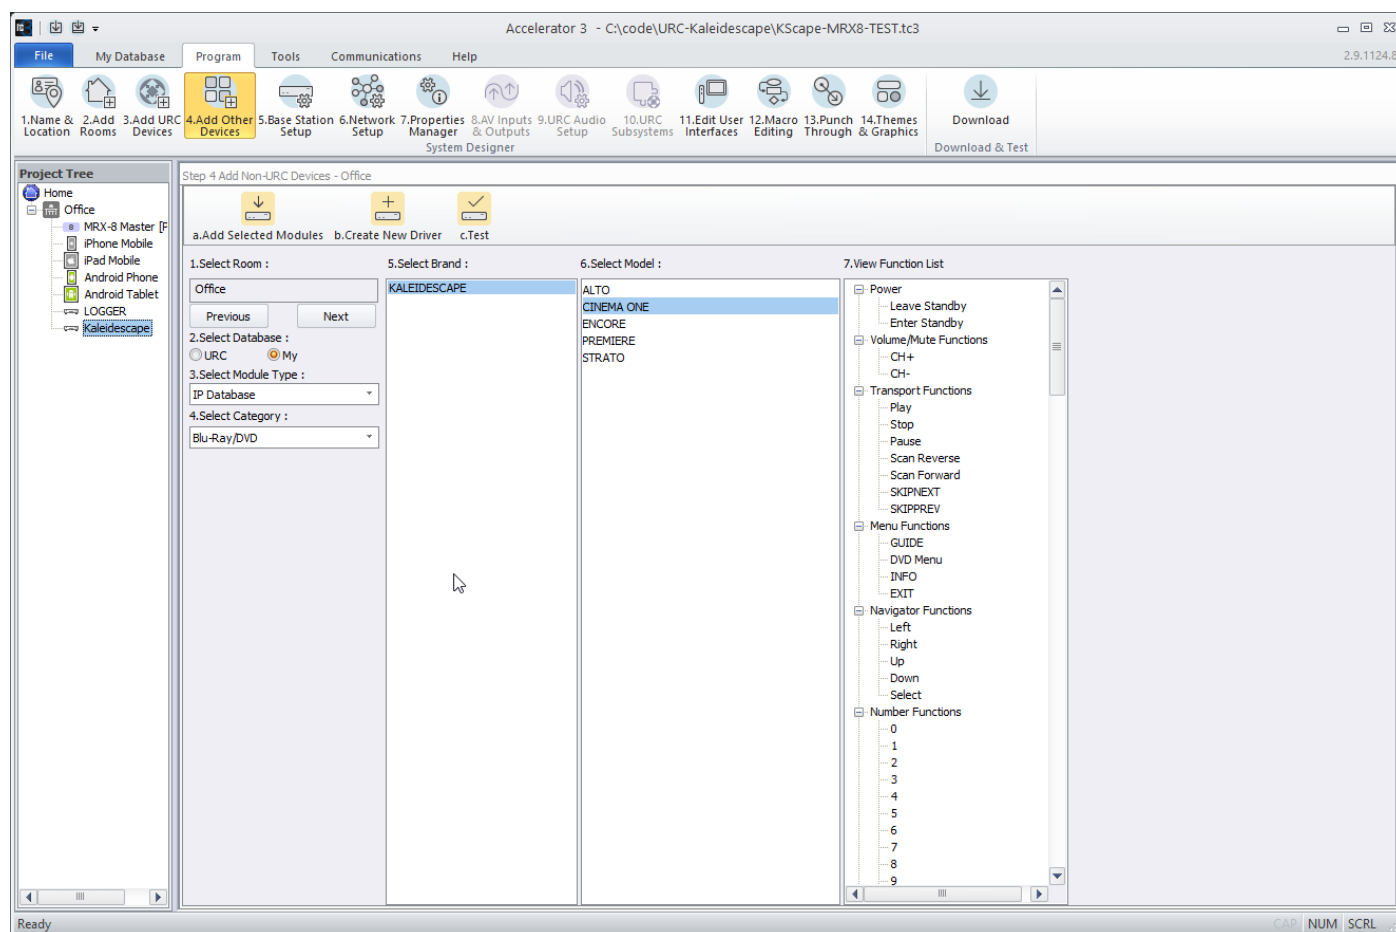 Accelerator 3 - C:\code\URC-Kaleidescape\KScape-MRX8-TEST.tc3
File My Database Program Tools Communications Help
1.Name & Location
2.Add Rooms
3.Add URC Devices
4.Add Other Devices
5.Base Station Setup
6.Network Setup
7.Properties Manager
8.AV Inputs & Outputs
9.URC Audio Setup
10.URC Subsystems
11.Edit User Interfaces
12.Macro Editing
13.Punch Through
14.Themes & Graphics
Download
System Designer
Download & Test
Project Tree
Home
Office
8 MRX-8 Master
iPhone Mobile
iPad Mobile
Android Phone
Android Tablet
LOGGER
Kaleidescape
Step 4 Add Non-URC Devices - Office
a.Add Selected Modules b.Create New Driver c.Test
1.Select Room :
Office
Previous Next
2.Select Database :
URC My
3.Select Module Type :
IP Database
4.Select Category :
Blu-Ray/DVD
5.Select Brand :
KALEIDESCAPE
6.Select Model :
ALTO
CINEMA ONE
ENCORE
PREMIERE
STRATO
7.View Function List
Power
Leave Standby
Enter Standby
Volume/Mute Functions
CH+
CH-
Transport Functions
Play
Stop
Pause
Scan Reverse
Scan Forward
SKIPNEXT
SKIPPREV
Menu Functions
GUIDE
DVD Menu
INFO
EXIT
Navigator Functions
Left
Right
Up
Down
Select
Number Functions
0
1
2
3
4
5
6
7
8
9
Ready
CAP NUM SCRL